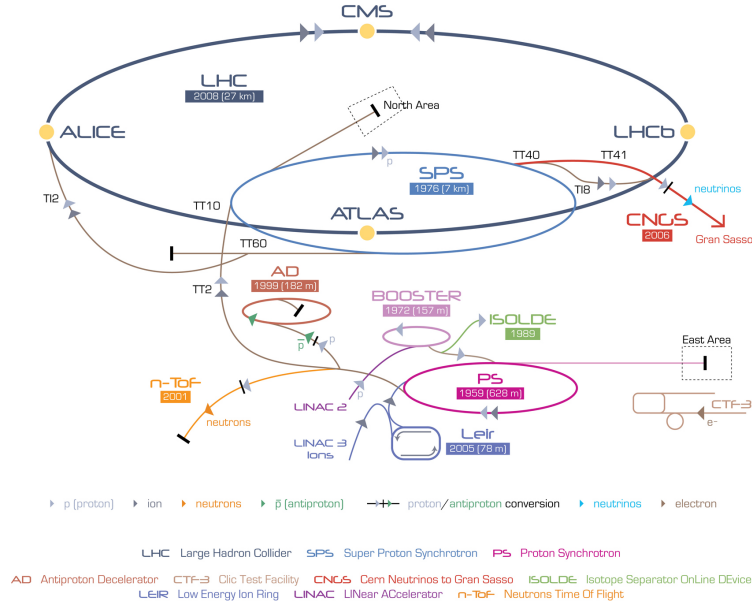 CMS
LHC
2008 (27 km)
North Area
ALICE
LHCb
p
TT40
TT41
SPS
1976 (7 km)
TI8
neutrinos
TI2
TT10
ATLAS
CNGS
2006
Gran Sasso
TT60
AD
1999 (182 m)
TT2
BOOSTER
1972 (157 m)
ISOLDE
1989
East Area
p̅
p
n-ToF
2001
neutrons
p
LINAC 2
PS
1959 (628 m)
CTF-3
e-
LINAC 3
Ions
Leir
2005 (78 m)
p (proton)
ion
neutrons
p̅ (antiproton)
proton/antiproton conversion
neutrinos
electron
LHC Large Hadron Collider SPS Super Proton Synchrotron PS Proton Synchrotron
AD Antiproton Decelerator CTF-3 Clic Test Facility CNGS Cern Neutrinos to Gran Sasso ISOLDE Isotope Separator OnLine DEvice
LEIR Low Energy Ion Ring LINAC LINear ACcelerator n-ToF Neutrons Time Of Flight